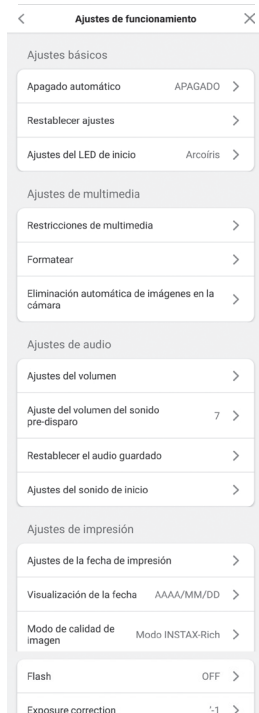 Ajustes de funcionamiento
Ajustes básicos
Apagado automático APAGADO
Restablecer ajustes
Ajustes del LED de inicio Arcoíris
Ajustes de multimedia
Restricciones de multimedia
Formatear
Eliminación automática de imágenes en la
cámara
Ajustes de audio
Ajustes del volumen
Ajuste del volumen del sonido
pre-disparo 7
Restablecer el audio guardado
Ajustes del sonido de inicio
Ajustes de impresión
Ajustes de la fecha de impresión
Visualización de la fecha AAAA/MM/DD
Modo de calidad de
imagen Modo INSTAX-Rich
Flash OFF
Exposure correction '-1